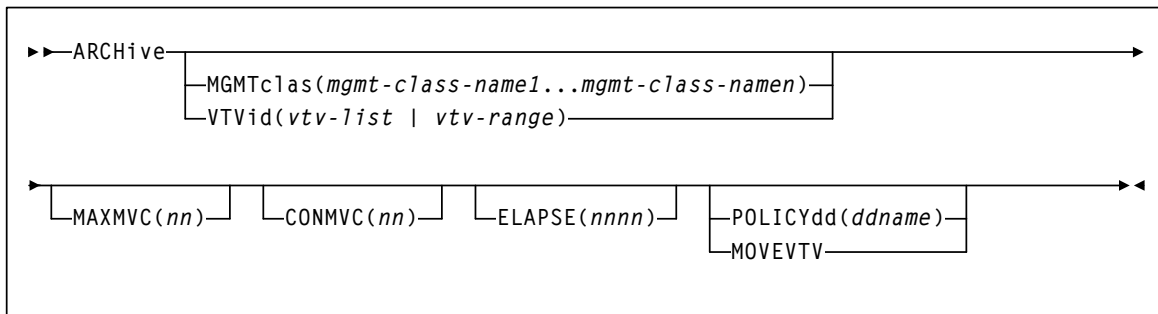 ARCHive
MGMTclas(mgmt-class-name1...mgmt-class-namen)
VTVid(vtv-list | vtv-range)
MAXMVC(nn) CONMVC(nn) ELAPSE(nnnn) POLICYdd(ddname)
MOVEVTV